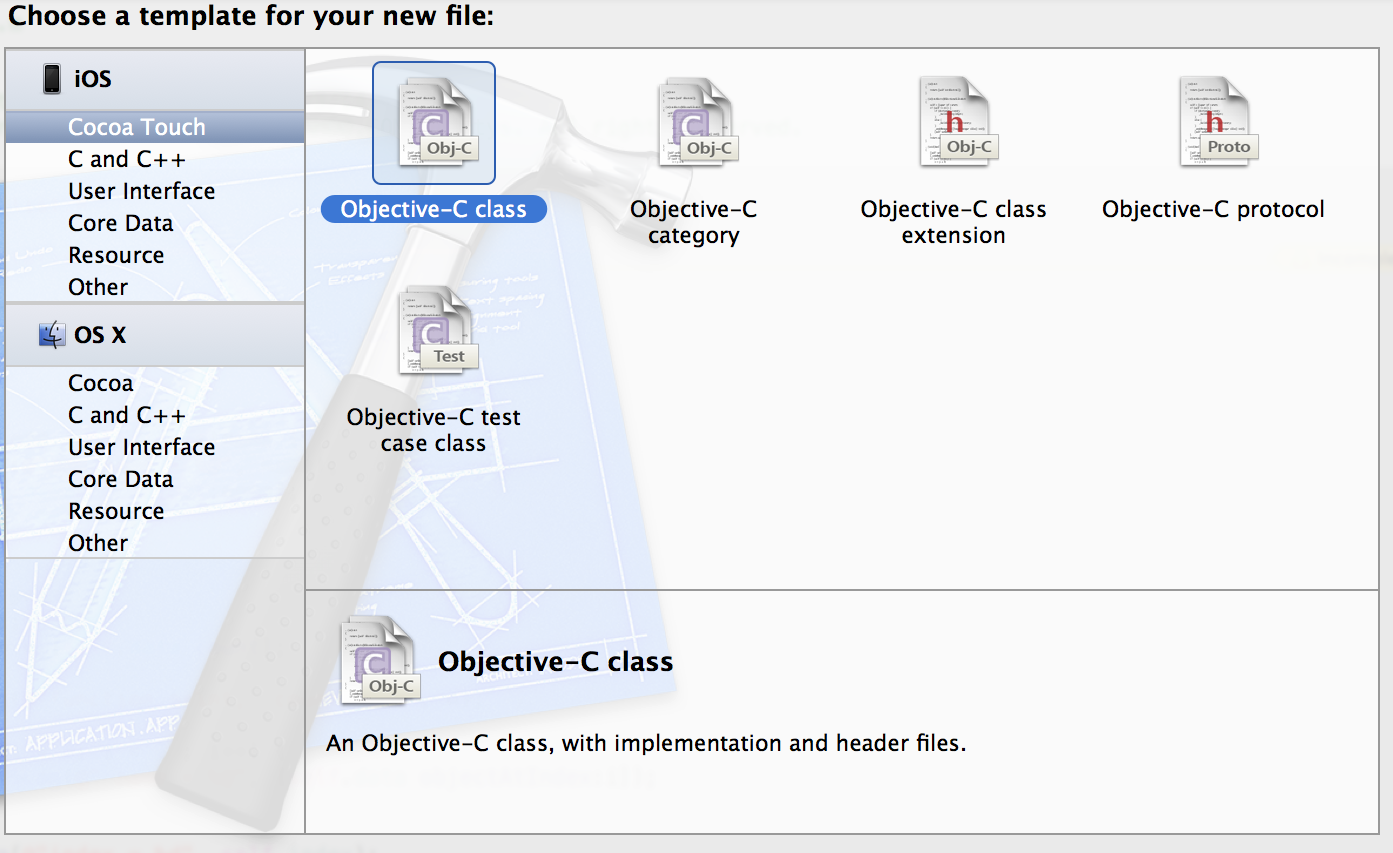 Choose a template for your new file:
iOS
Cocoa Touch
C and C++
User Interface
Core Data
Resource
Other
OS X
Cocoa
C and C++
User Interface
Core Data
Resource
Other
Obj-C
Objective-C class
Obj-C
Objective-C
category
h
Obj-C
Objective-C class
extension
h
Proto
Objective-C protocol
C
Test
Objective-C test
case class
C
Obj-C
Objective-C class
An Objective-C class, with implementation and header files.
APPLICATION.APP